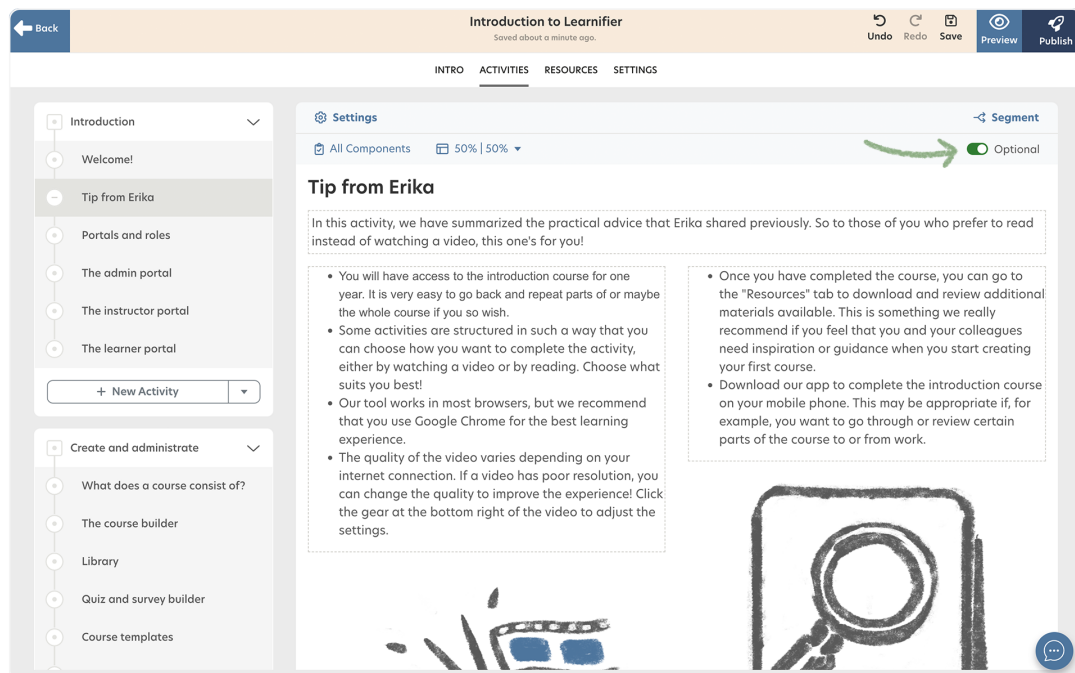 Back
Introduction to Learnifier
Saved about a minute ago.
Undo
Redo
Save
Preview
Publish
INTRO
ACTIVITIES
RESOURCES
SETTINGS
Introduction
Welcome!
Tip from Erika
Portals and roles
The admin portal
The instructor portal
The learner portal
+ New Activity
Create and administrate
What does a course consist of?
The course builder
Library
Quiz and survey builder
Course templates
Settings
Segment
All Components
50% | 50%
Optional
Tip from Erika
In this activity, we have summarized the practical advice that Erika shared previously. So to those of you who prefer to read
instead of watching a video, this one's for you!
• You will have access to the introduction course for one
year. It is very easy to go back and repeat parts of or maybe
the whole course if you so wish.
• Some activities are structured in such a way that you
can choose how you want to complete the activity,
either by watching a video or by reading. Choose what
suits you best!
• Our tool works in most browsers, but we recommend
that you use Google Chrome for the best learning
experience.
• The quality of the video varies depending on your
internet connection. If a video has poor resolution, you
can change the quality to improve the experience! Click
the gear at the bottom right of the video to adjust the
settings.
• Once you have completed the course, you can go to
the "Resources" tab to download and review additional
materials available. This is something we really
recommend if you feel that you and your colleagues
need inspiration or guidance when you start creating
your first course.
• Download our app to complete the introduction course
on your mobile phone. This may be appropriate if, for
example, you want to go through or review certain
parts of the course to or from work.